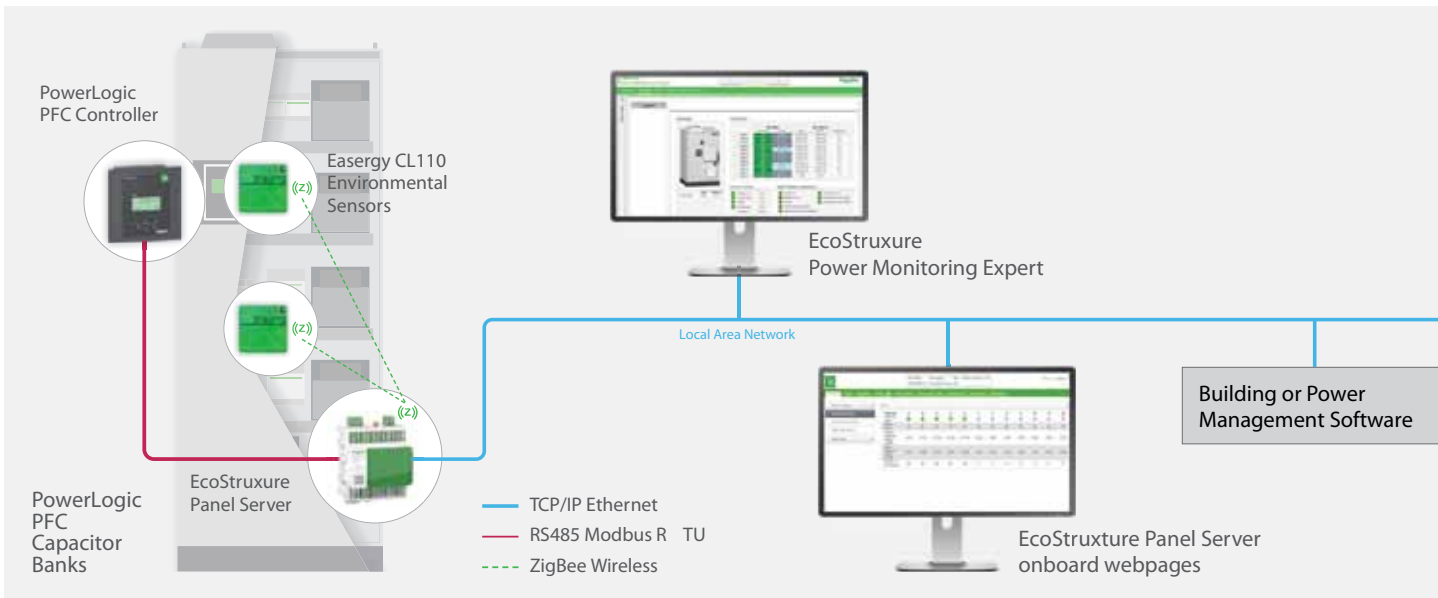 PowerLogic
PFC Controller
Easergy CL110
Environmental
Sensors
EcoStruxure
Power Monitoring Expert
Local Area Network
Building or Power
Management Software
EcoStruxure
Panel Server
PowerLogic
PFC
Capacitor
Banks
TCP/IP Ethernet
RS485 Modbus R TU
ZigBee Wireless
EcoStruxture Panel Server
onboard webpages
((z))
((z))
((z))